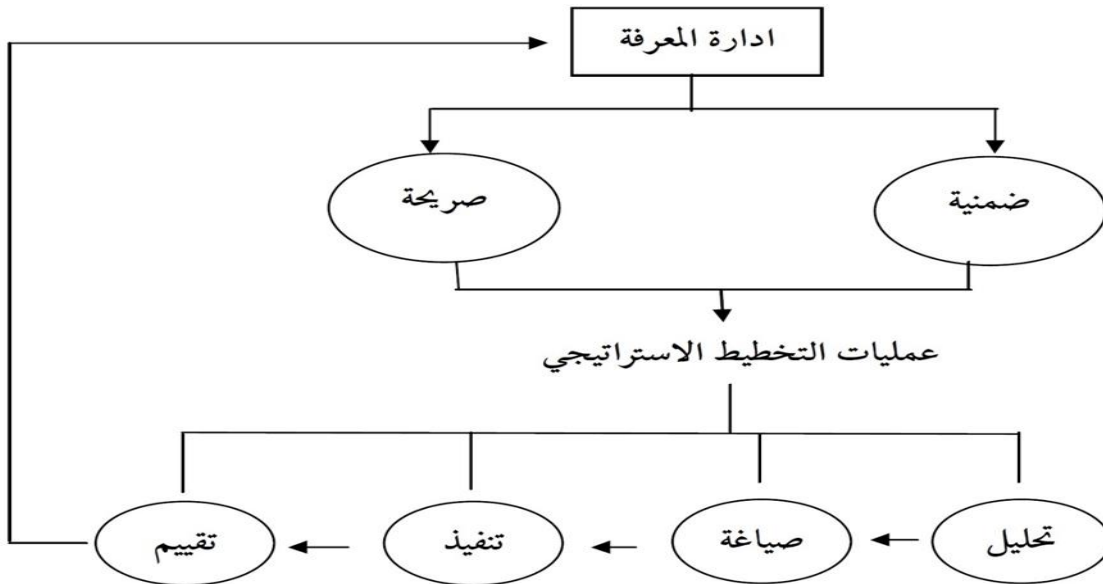 ادارة المعرفة
ضمنية
صريحة
عمليات التخطيط الاستراتيجي
تحليل
صياغة
تنفيذ
تقييم